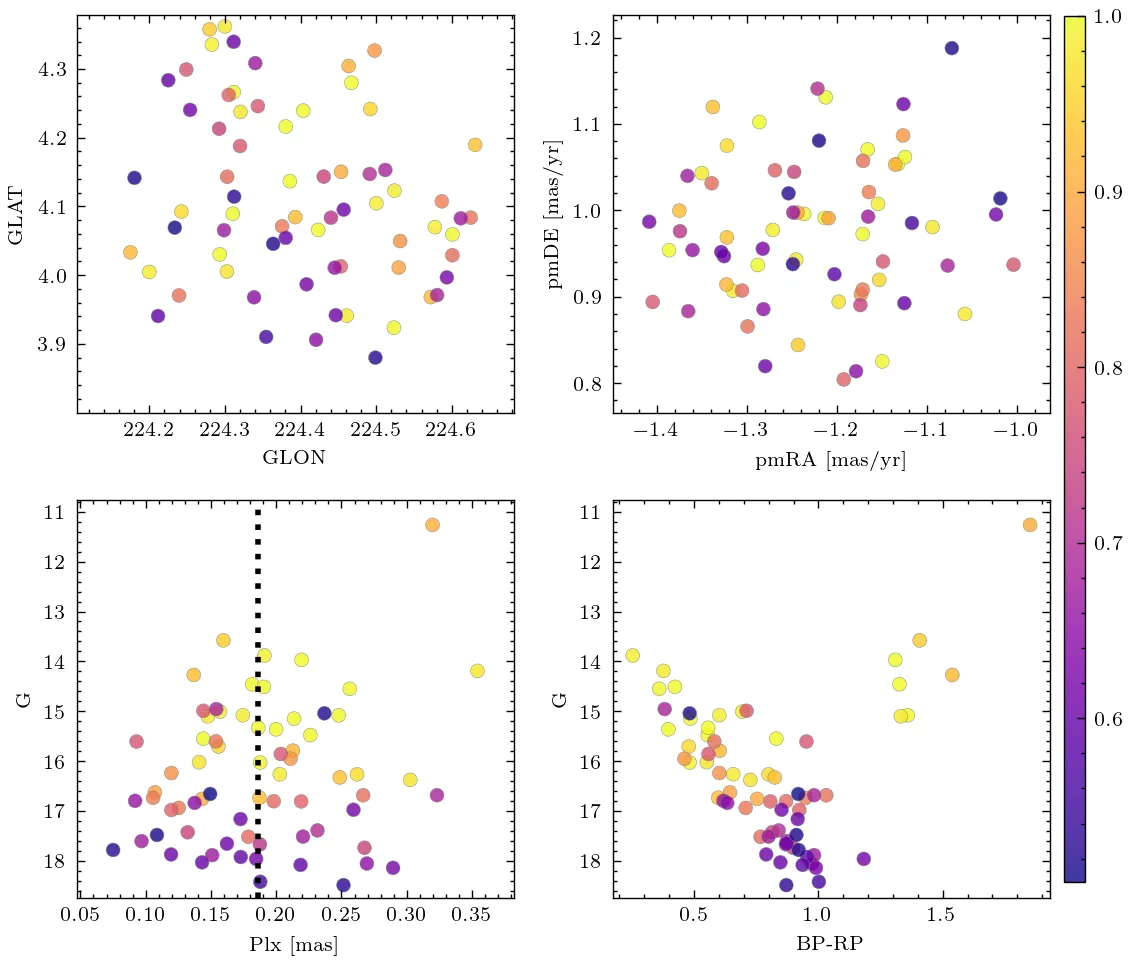 4.3
4.2
4.1
4.0
3.9
GLAT
224.2 224.3 224.4 224.5 224.6
GLON
1.2
1.1
1.0
0.9
0.8
pmDE [mas/yr]
−1.4 −1.3 −1.2 −1.1 −1.0
pmRA [mas/yr]
11
12
13
14
15
16
17
18
G
0.05 0.10 0.15 0.20 0.25 0.30 0.35
Plx [mas]
11
12
13
14
15
16
17
18
G
0.5 1.0 1.5
BP-RP
1.0
0.9
0.8
0.7
0.6